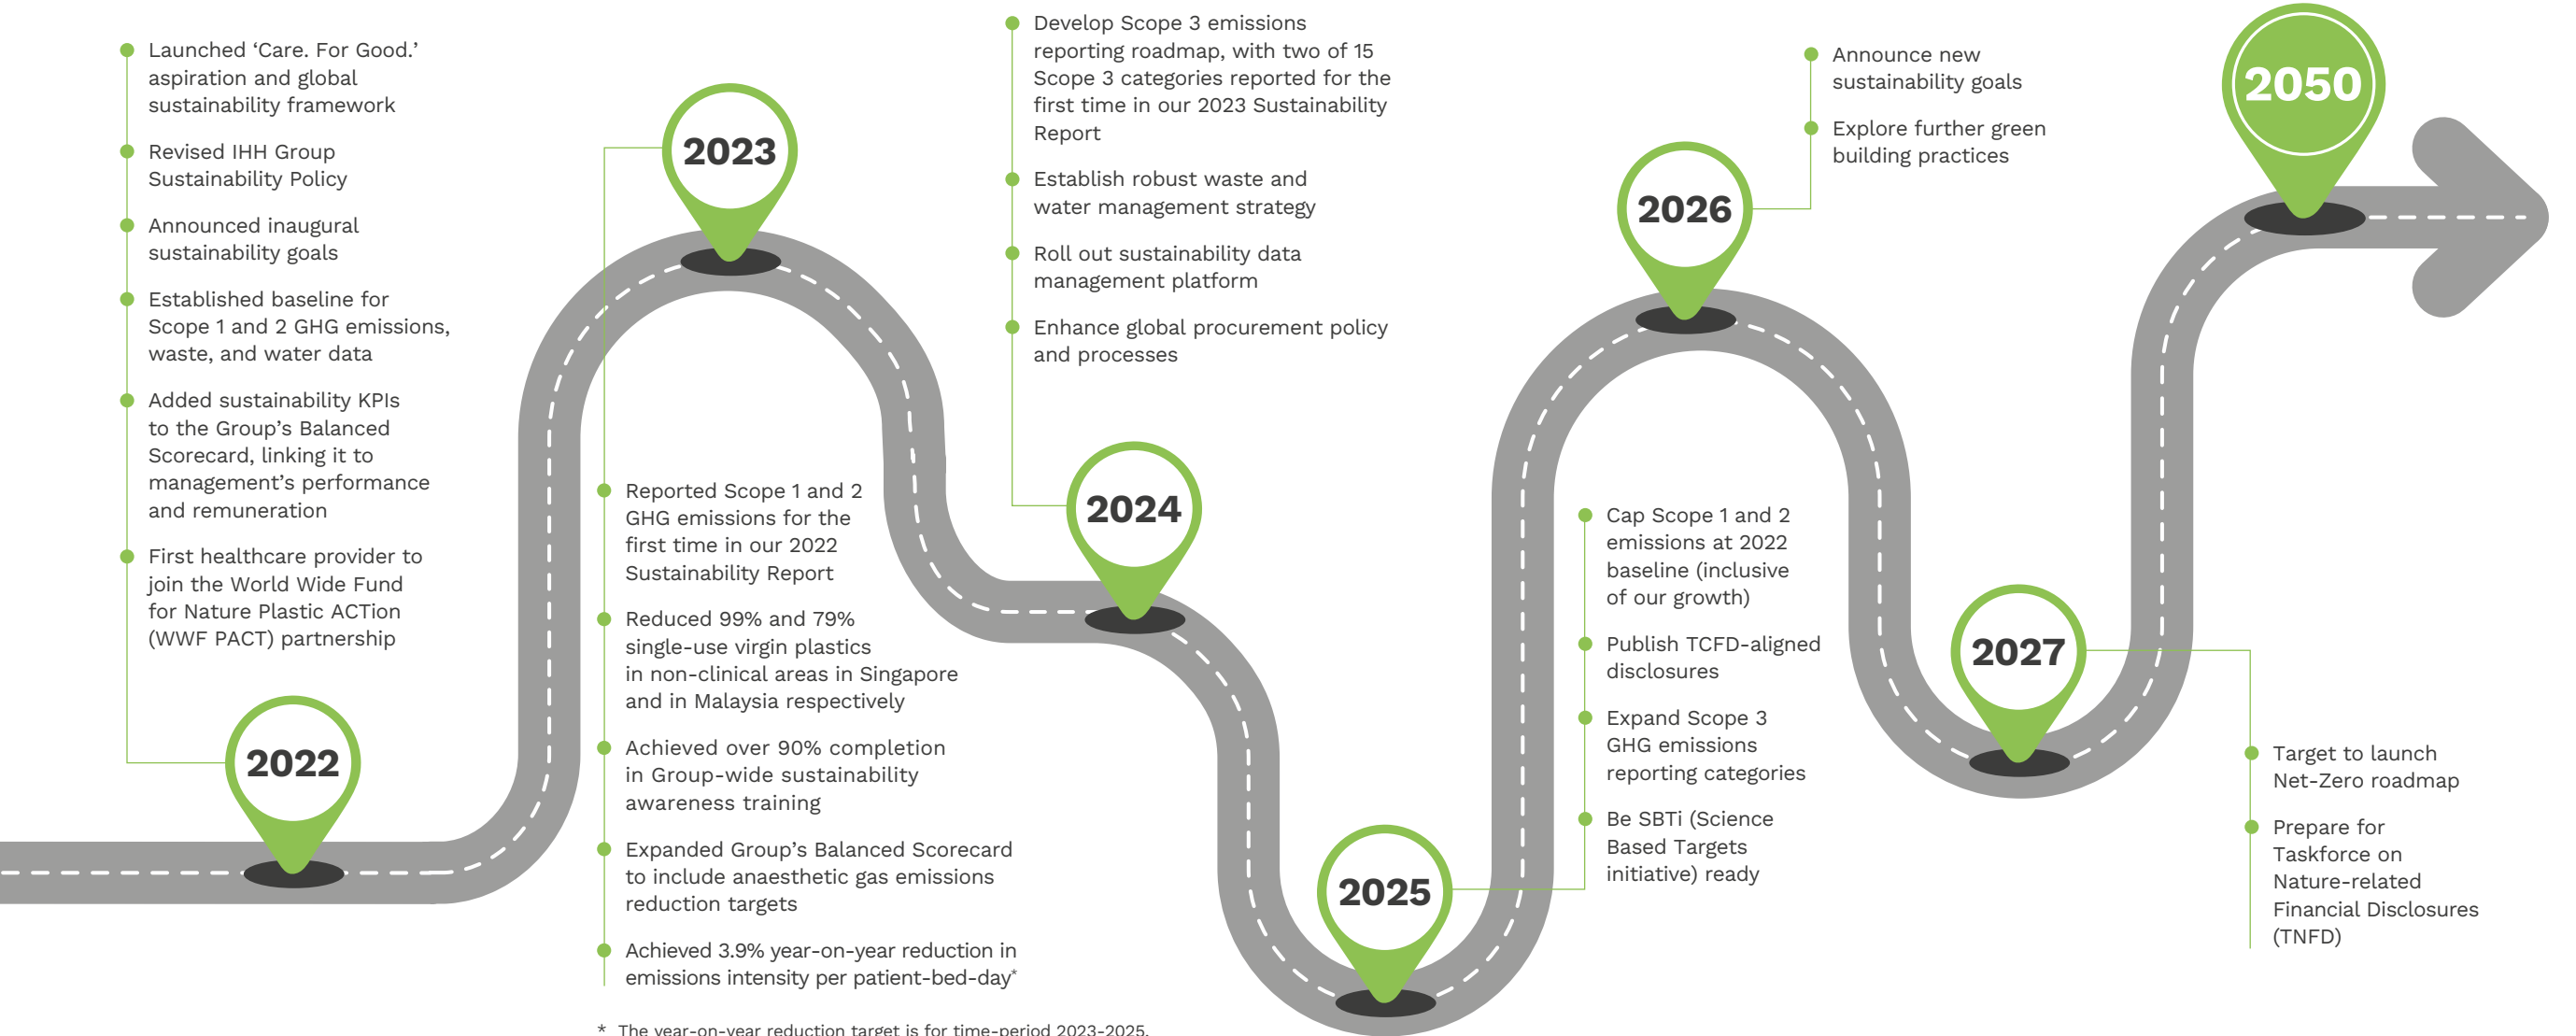 Launched ‘Care. For Good.’
aspiration and global
sustainability framework
Revised IHH Group
Sustainability Policy
Announced inaugural
sustainability goals
Established baseline for
Scope 1 and 2 GHG emissions,
waste, and water data
Added sustainability KPIs
to the Group’s Balanced
Scorecard, linking it to
management’s performance
and remuneration
First healthcare provider to
join the World Wide Fund
for Nature Plastic ACTion
(WWF PACT) partnership
2022
2023
Reported Scope 1 and 2
GHG emissions for the
first time in our 2022
Sustainability Report
Reduced 99% and 79%
single-use virgin plastics
in non-clinical areas in Singapore
and in Malaysia respectively
Achieved over 90% completion
in Group-wide sustainability
awareness training
Expanded Group’s Balanced Scorecard
to include anaesthetic gas emissions
reduction targets
Achieved 3.9% year-on-year reduction in
emissions intensity per patient-bed-day*
* The year-on-year reduction target is for time-period 2023-2025.
Develop Scope 3 emissions
reporting roadmap, with two of 15
Scope 3 categories reported for the
first time in our 2023 Sustainability
Report
Establish robust waste and
water management strategy
Roll out sustainability data
management platform
Enhance global procurement policy
and processes
2024
2025
Cap Scope 1 and 2
emissions at 2022
baseline (inclusive
of our growth)
Publish TCFD-aligned
disclosures
Expand Scope 3
GHG emissions
reporting categories
Be SBTi (Science
Based Targets
initiative) ready
2026
Announce new
sustainability goals
Explore further green
building practices
2027
Target to launch
Net-Zero roadmap
Prepare for
Taskforce on
Nature-related
Financial Disclosures
(TNFD)
2050